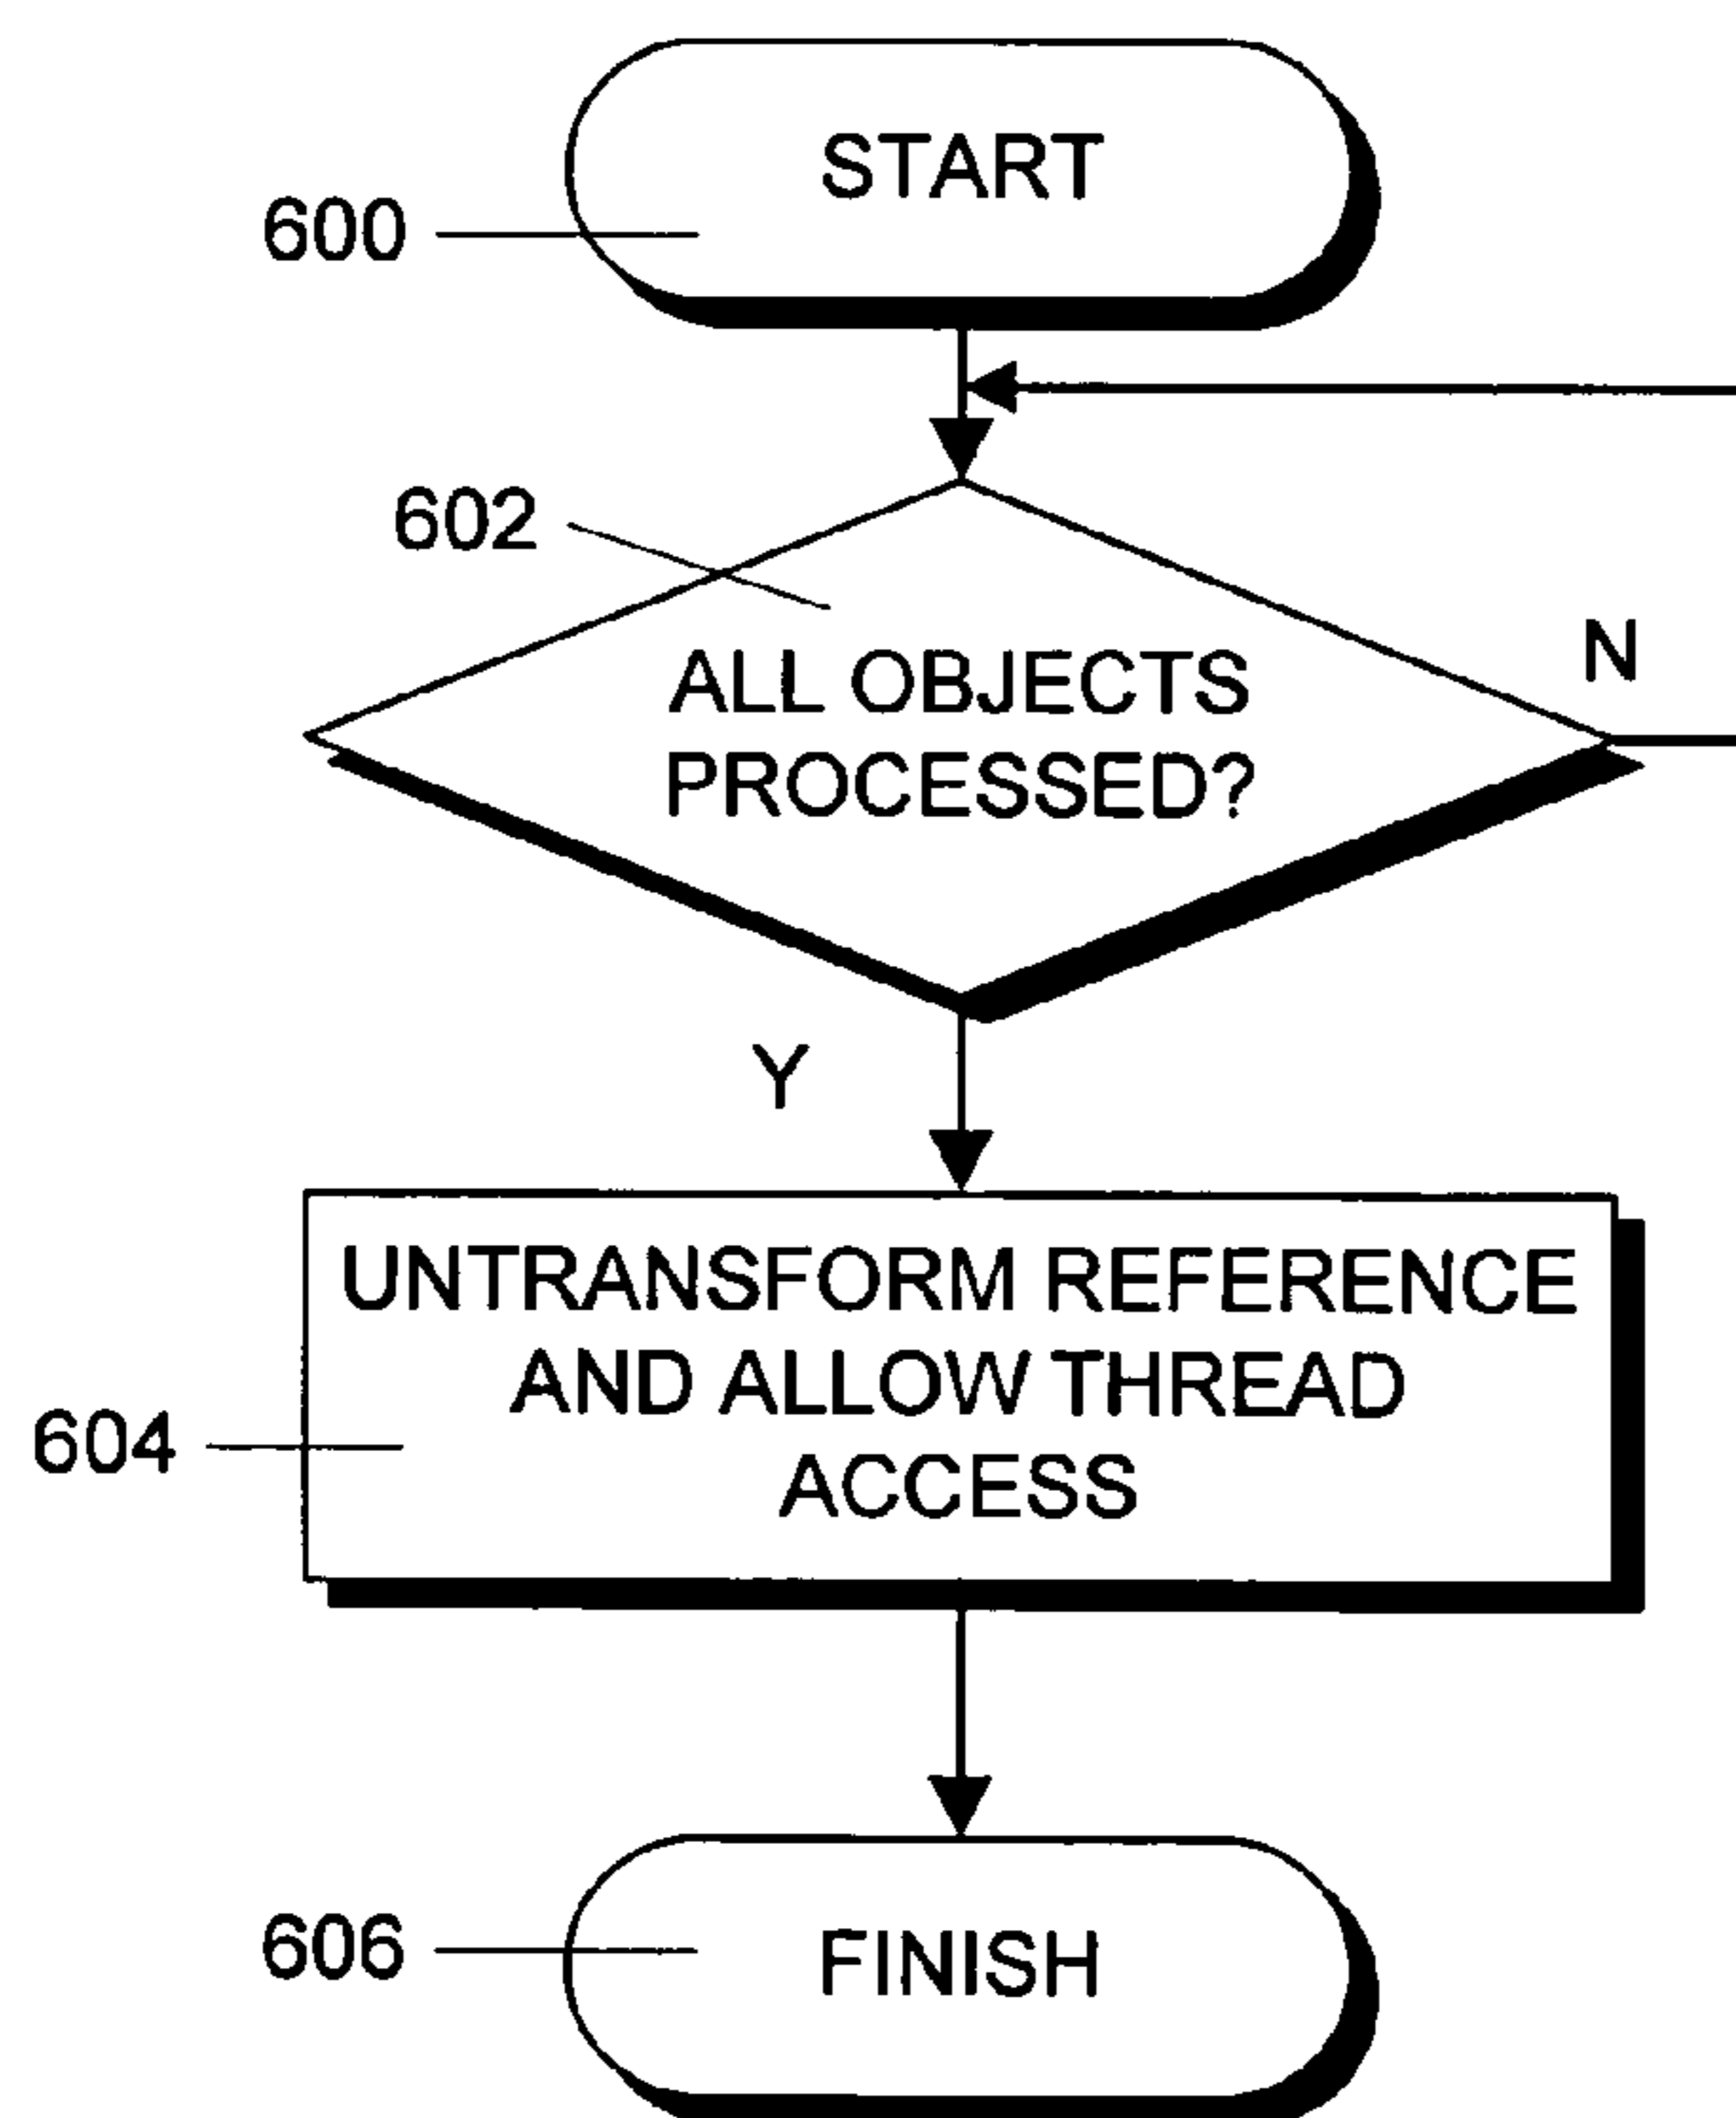 START
600
602
ALL OBJECTS
PROCESSED?
N
Y
UNTRANSFORM REFERENCE
AND ALLOW THREAD
ACCESS
604
606
FINISH